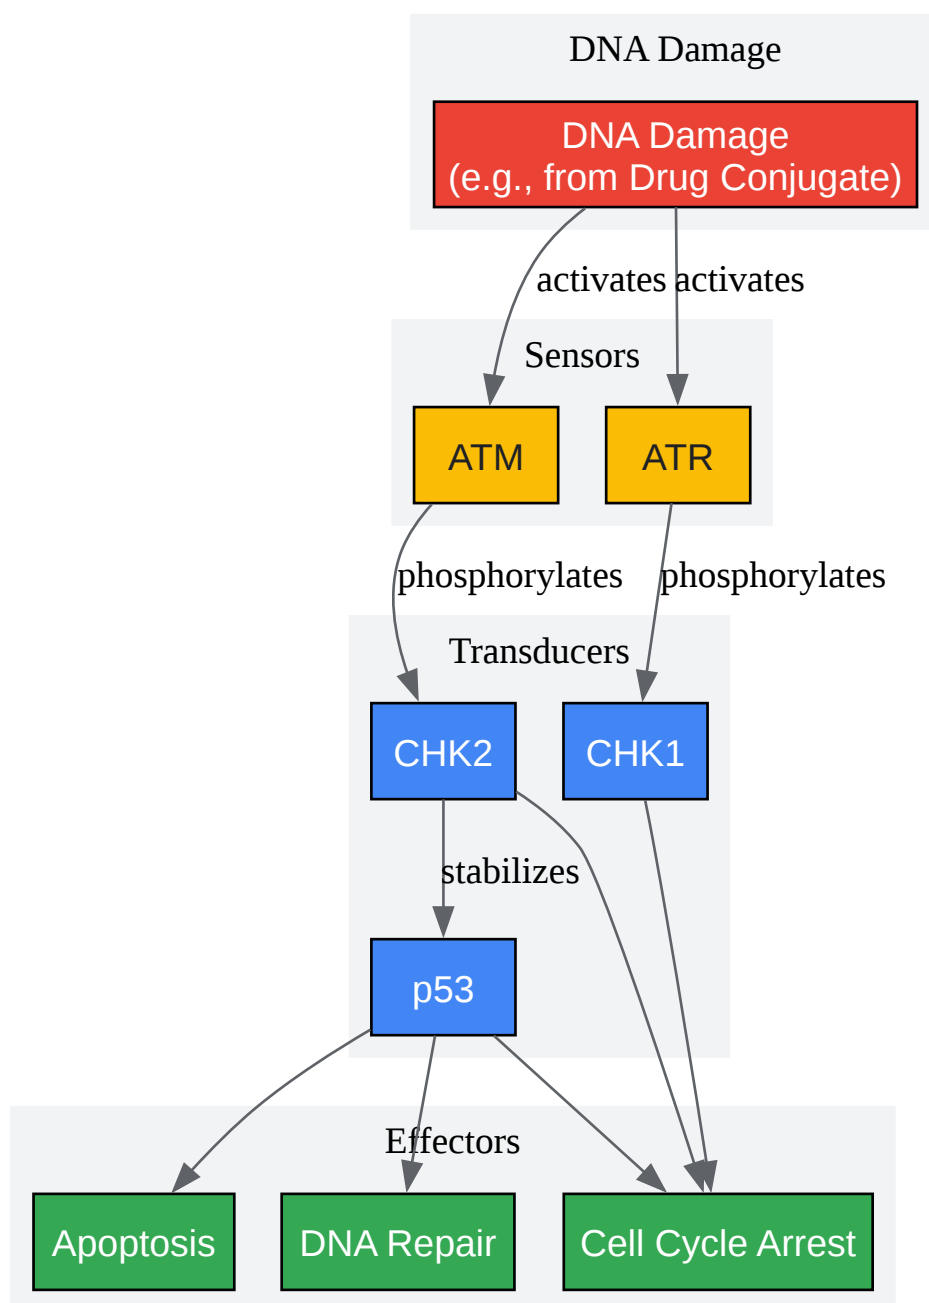 DNA Damage
DNA Damage
(e.g., from Drug Conjugate)
activates
activates
Sensors
ATM
ATR
phosphorylates
phosphorylates
Transducers
CHK2
CHK1
stabilizes
p53
Effectors
Apoptosis
DNA Repair
Cell Cycle Arrest